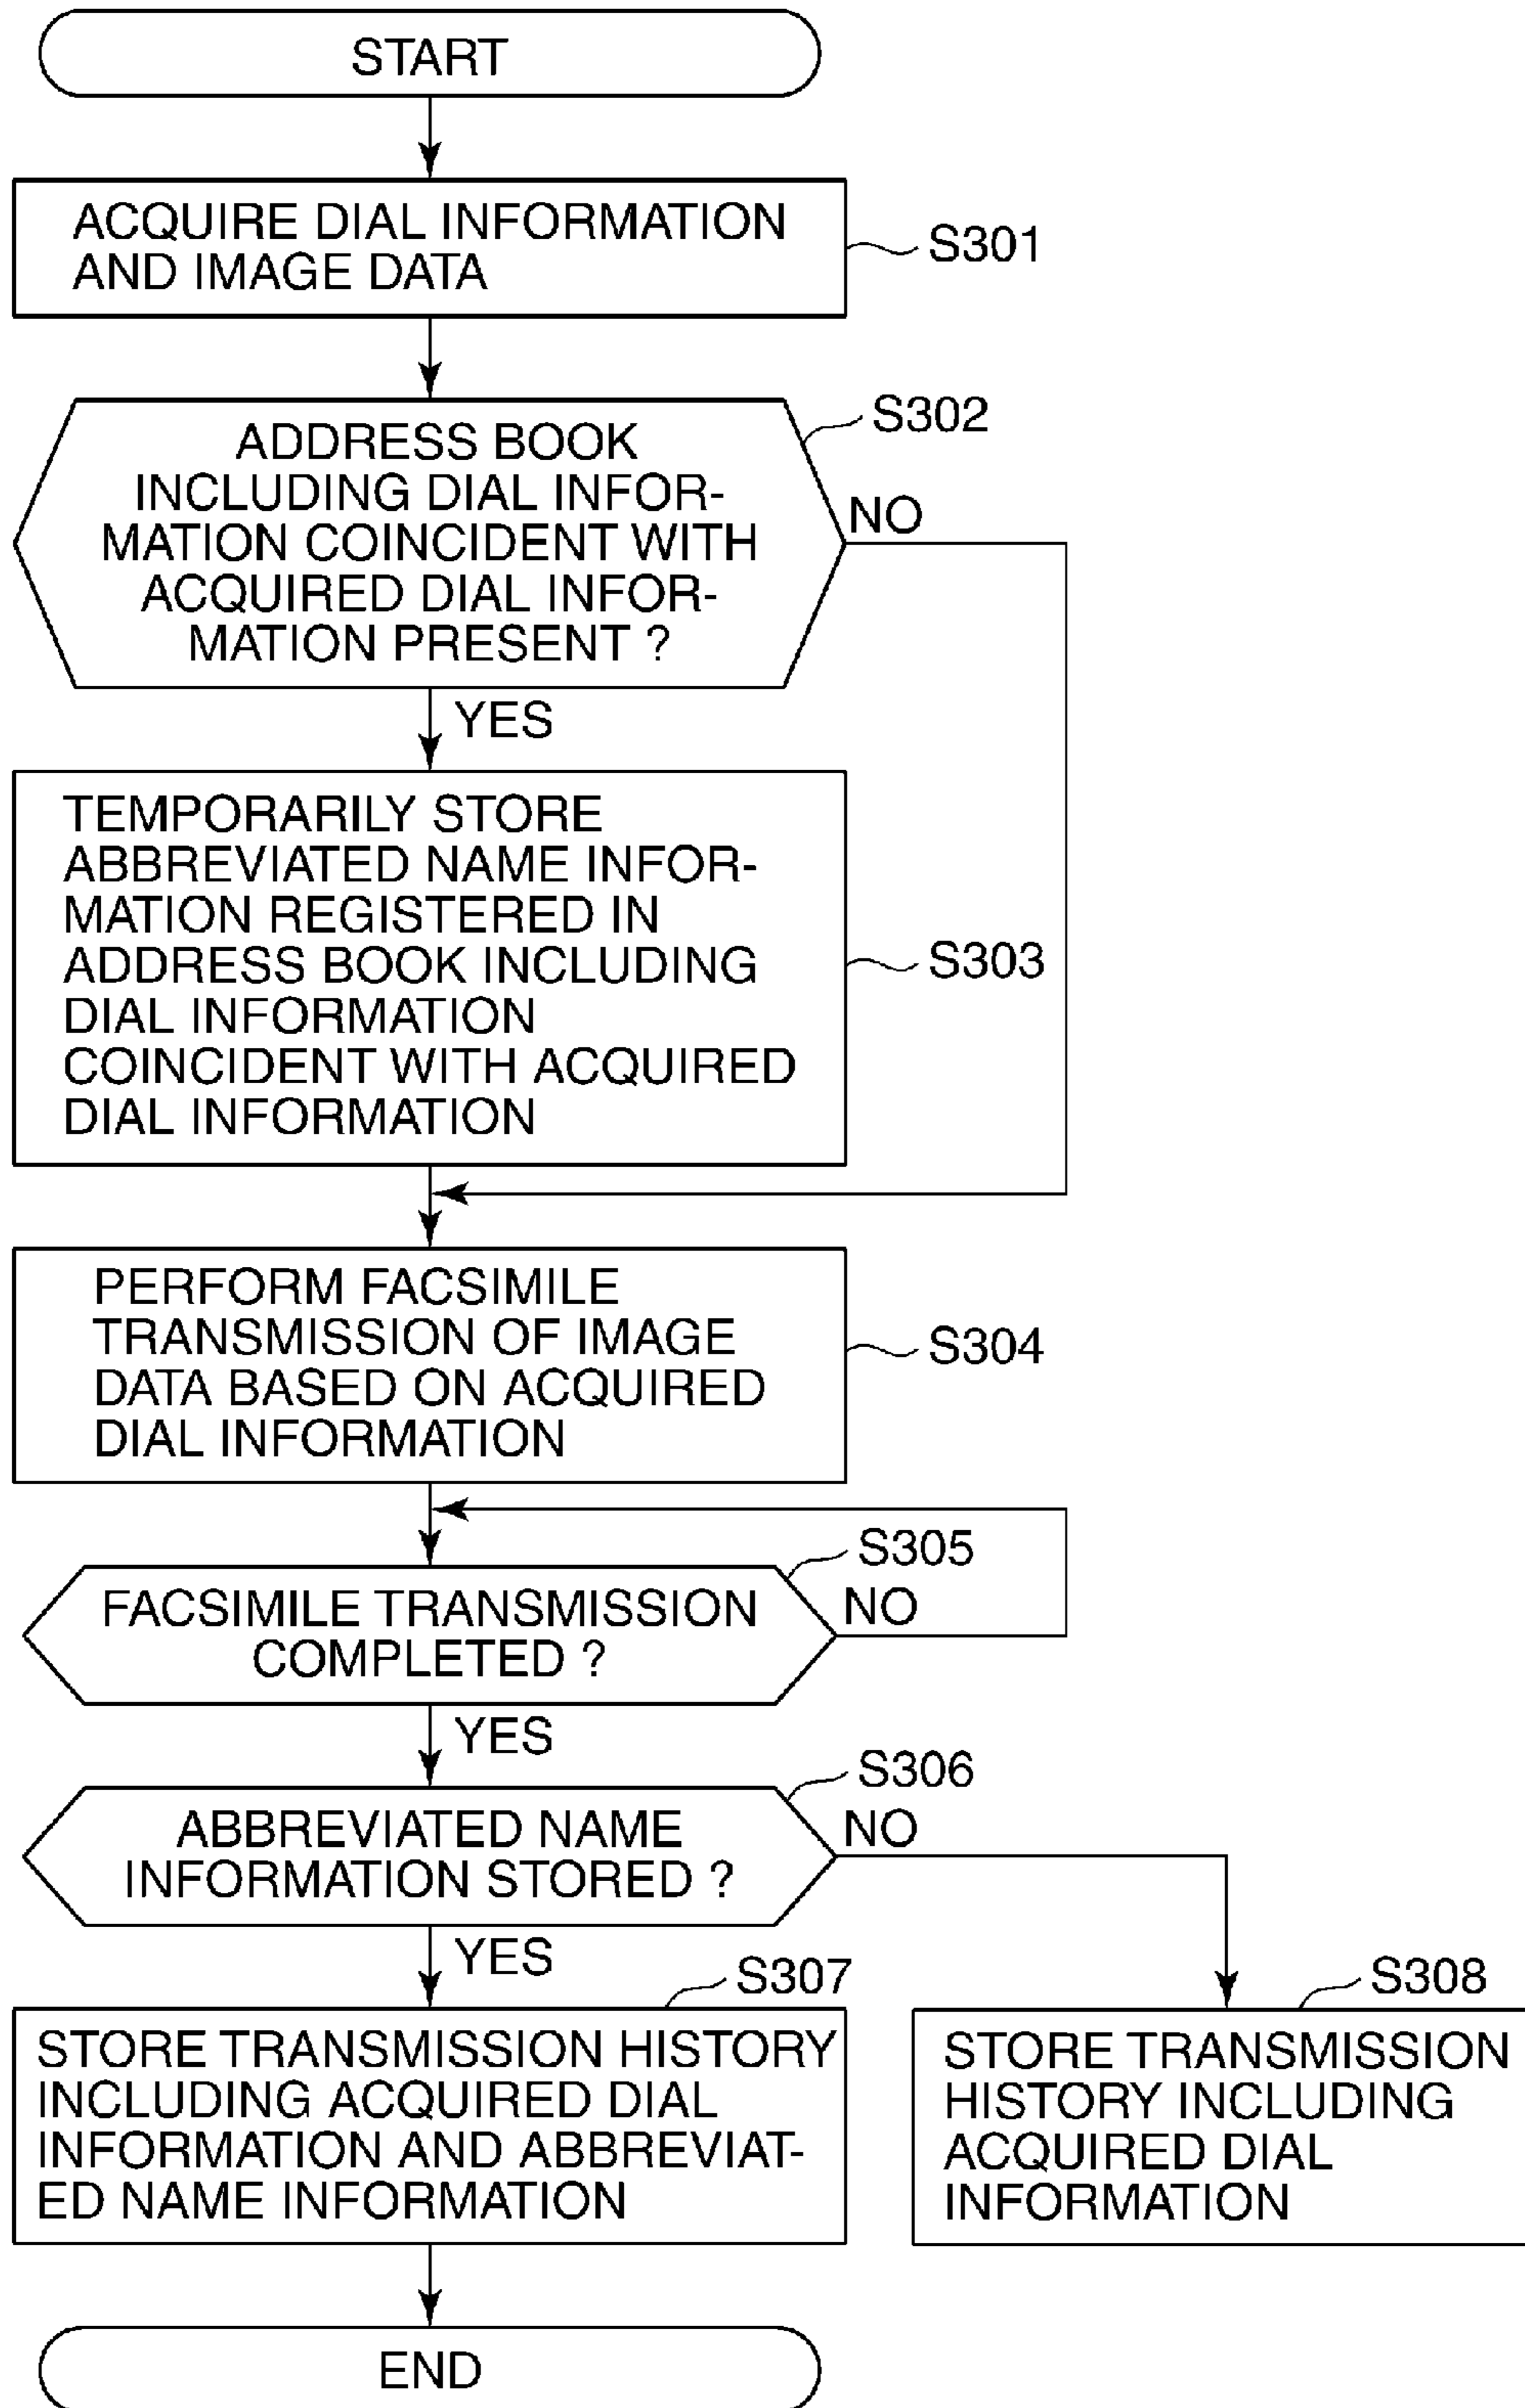 START
ACQUIRE DIAL INFORMATION
AND IMAGE DATA
S301
S302
ADDRESS BOOK
INCLUDING DIAL INFOR-
MATION COINCIDENT WITH
ACQUIRED DIAL INFOR-
MATION PRESENT ?
NO
YES
TEMPORARILY STORE
ABBREVIATED NAME INFOR-
MATION REGISTERED IN
ADDRESS BOOK INCLUDING
DIAL INFORMATION
COINCIDENT WITH ACQUIRED
DIAL INFORMATION
S303
PERFORM FACSIMILE
TRANSMISSION OF IMAGE
DATA BASED ON ACQUIRED
DIAL INFORMATION
S304
S305
FACSIMILE TRANSMISSION
COMPLETED ?
NO
YES
S306
ABBREVIATED NAME
INFORMATION STORED ?
NO
YES
S307
STORE TRANSMISSION HISTORY
INCLUDING ACQUIRED DIAL
INFORMATION AND ABBREVIAT-
ED NAME INFORMATION
S308
STORE TRANSMISSION
HISTORY INCLUDING
ACQUIRED DIAL
INFORMATION
END